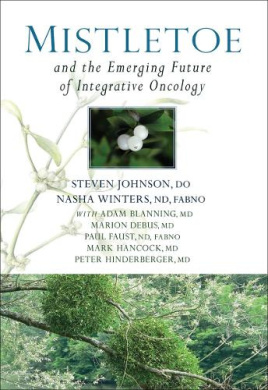 MISTLETOE
and the Emerging Future
of Integrative Oncology
STEVEN JOHNSON, DO
NASHA WINTERS, ND, FABNO
WITH ADAM BLANNING, MD
MARION DEBUS, MD
PAUL FAUST, ND, FABNO
MARK HANCOCK, MD
PETER HINDERBERGER, MD